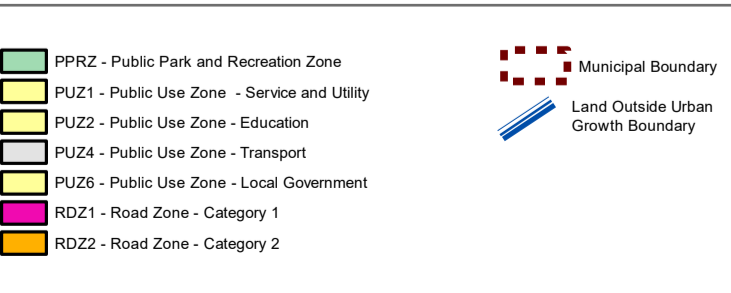 PPRZ - Public Park and Recreation Zone
PUZ1 - Public Use Zone - Service and Utility
PUZ2 - Public Use Zone - Education
PUZ4 - Public Use Zone - Transport
PUZ6 - Public Use Zone - Local Government
RDZ1 - Road Zone - Category 1
RDZ2 - Road Zone - Category 2
Municipal Boundary
Land Outside Urban
Growth Boundary